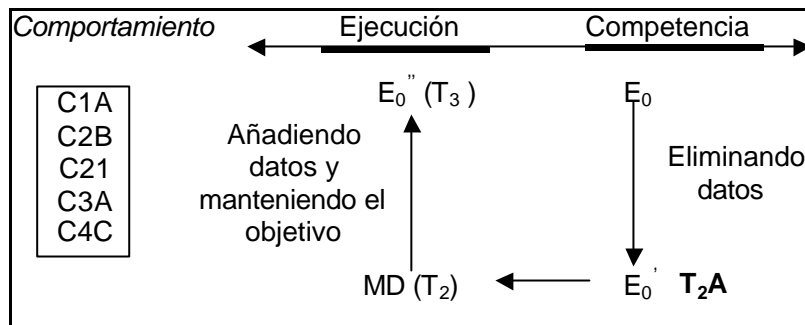 Comportamiento Ejecución Competencia
C1A
C2B
C21
C3A
C4C
E₀’’ (T₃ )
Añadiendo
datos y
manteniendo el
objetivo
MD (T₂)
E₀
Eliminando
datos
E₀’ T₂A